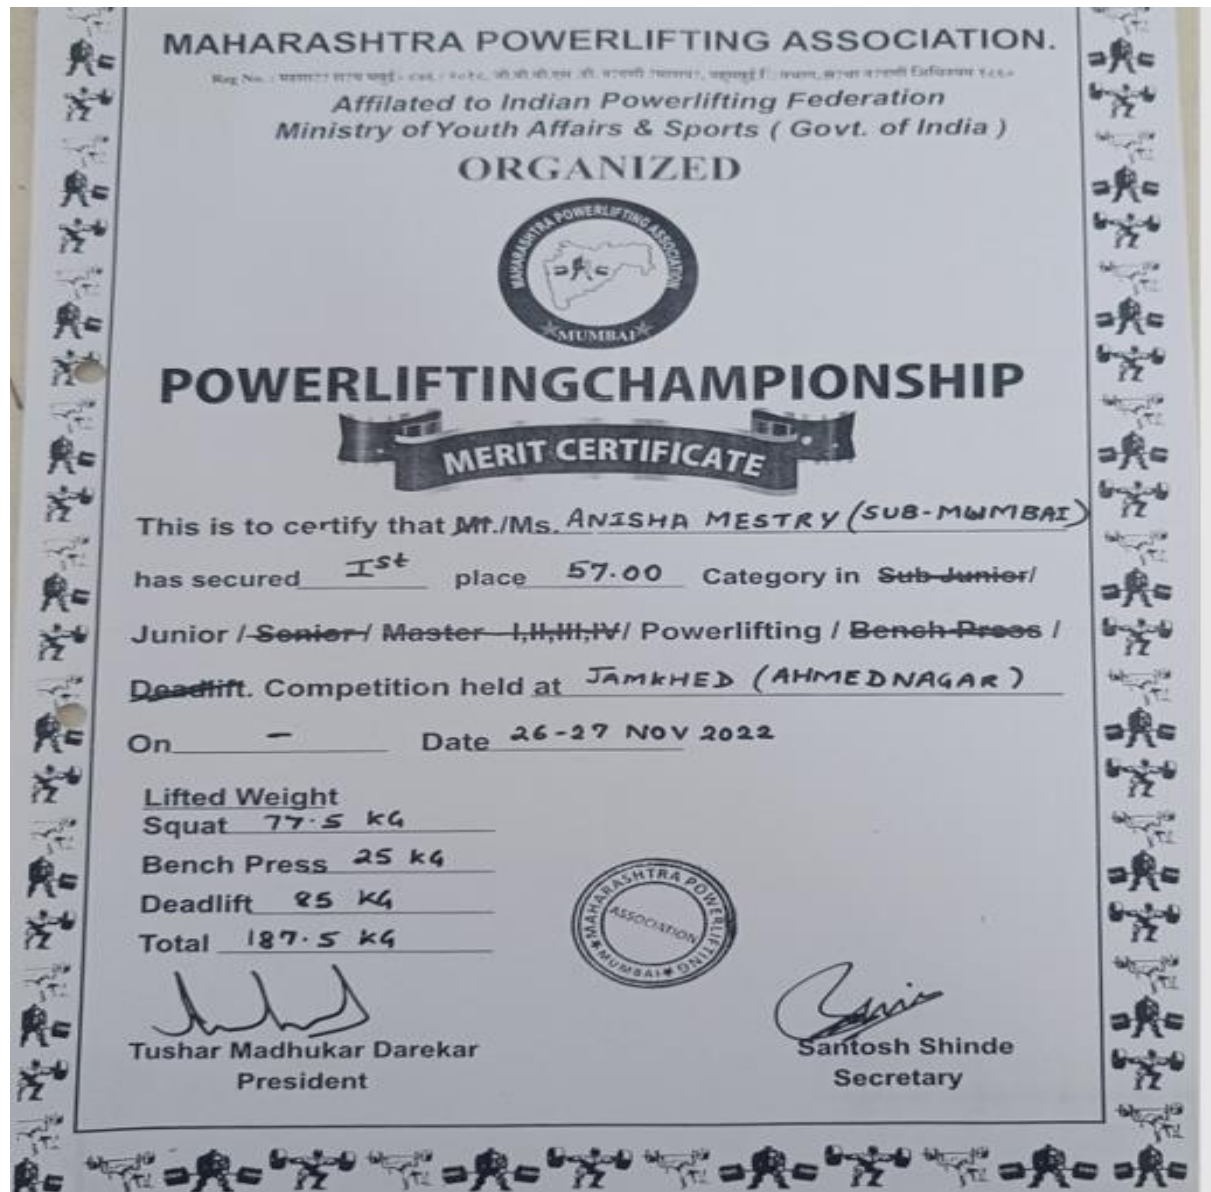 MAHARASHTRA POWERLIFTING ASSOCIATION.
Reg No. :
Affilated to Indian Powerlifting Federation
Ministry of Youth Affairs & Sports ( Govt. of India )
ORGANIZED
MAHARASHTRA POWERLIFTING ASSOCIATION
MUMBAI
POWERLIFTINGCHAMPIONSHIP
MERIT CERTIFICATE
This is to certify that Mr./Ms. ANISHA MESTRY (SUB-MUMBAI)
has secured Ist place 57.00 Category in Sub Junior/
Junior / Senior / Master I,II,III,IV/ Powerlifting / Bench Press /
Deadlift. Competition held at JAMKHED (AHMEDNAGAR)
On - Date 26-27 NOV 2022
Lifted Weight
Squat 77.5 KG
Bench Press 25 KG
Deadlift 85 KG
Total 187.5 KG
MAHARASHTRA POWERLIFTING
ASSOCIATION
MUMBAI
Tushar Madhukar Darekar
President
Santosh Shinde
Secretary